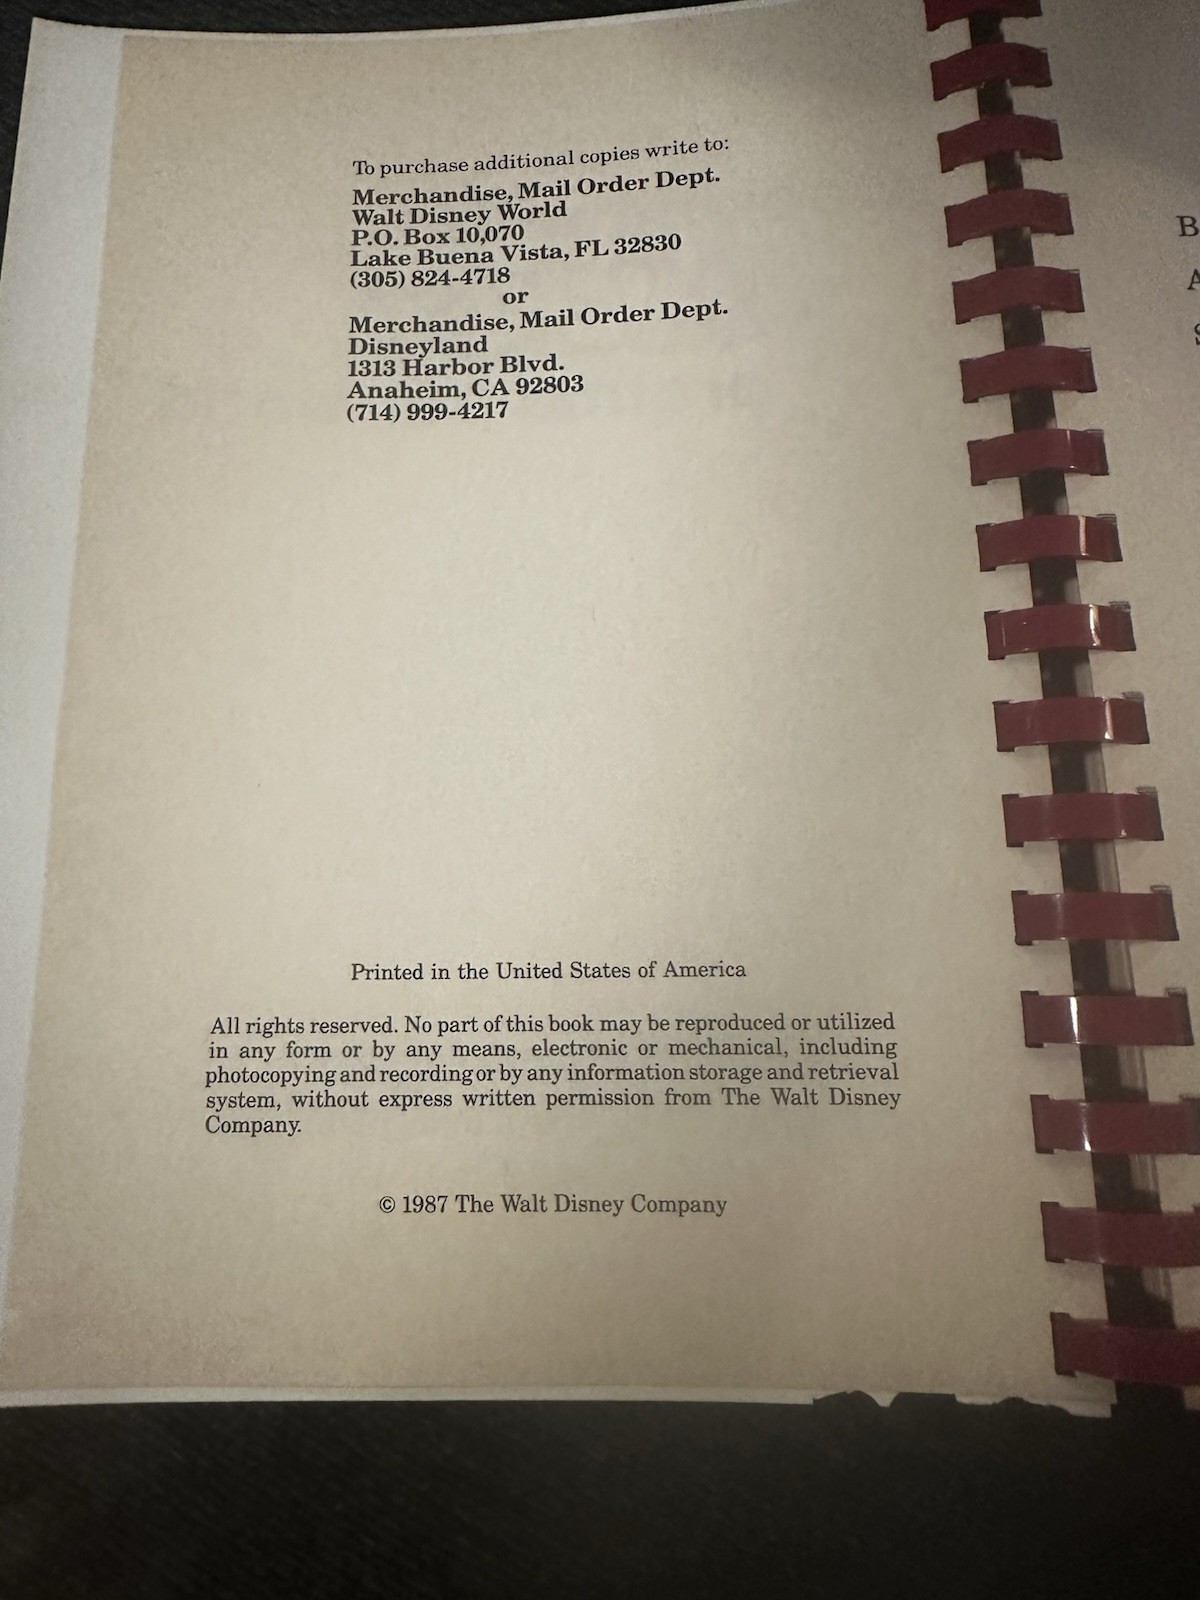 To purchase additional copies write to:
Merchandise, Mail Order Dept.
Walt Disney World
P.O. Box 10,070
Lake Buena Vista, FL 32830
(305) 824-4718
or
Merchandise, Mail Order Dept.
Disneyland
1313 Harbor Blvd.
Anaheim, CA 92803
(714) 999-4217
Printed in the United States of America
All rights reserved. No part of this book may be reproduced or utilized
in any form or by any means, electronic or mechanical, including
photocopying and recording or by any information storage and retrieval
system, without express written permission from The Walt Disney
Company.
© 1987 The Walt Disney Company